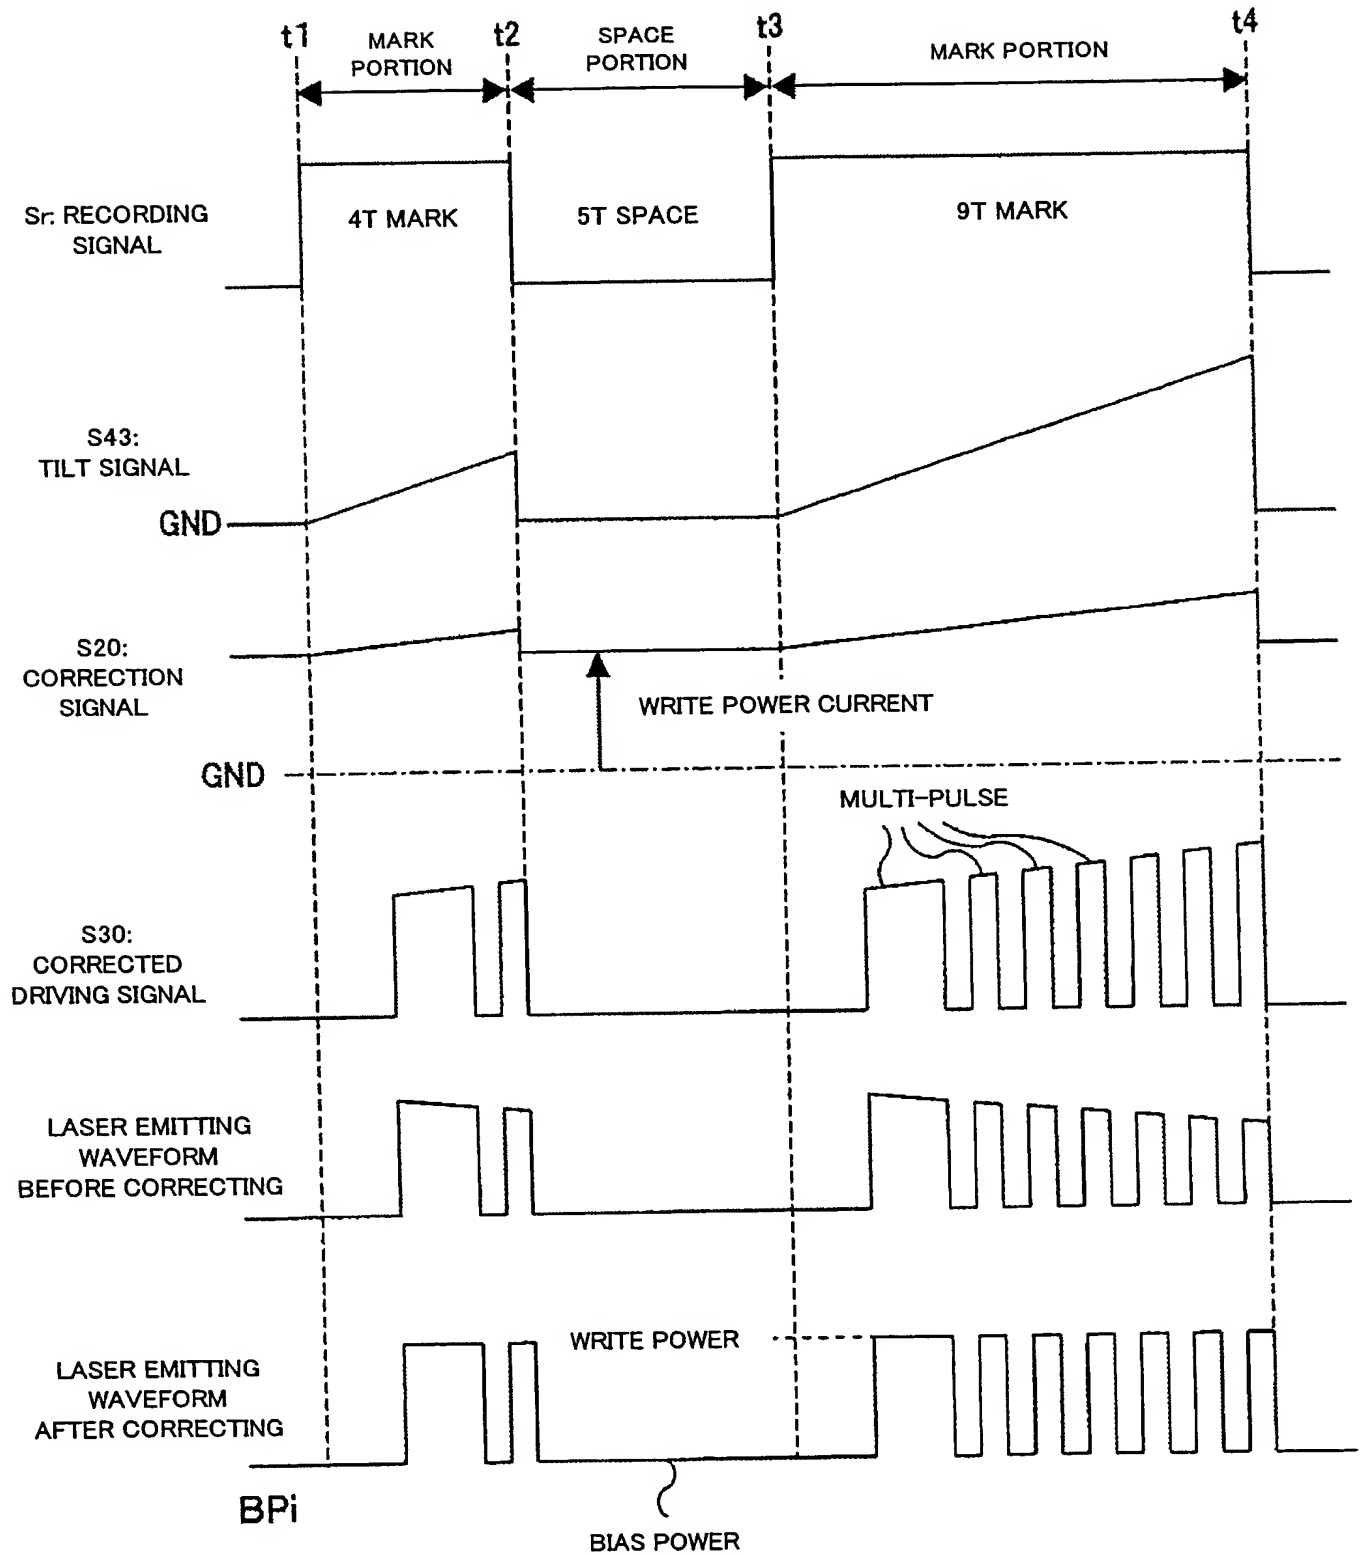 t1
MARK
PORTION
t2
SPACE
PORTION
t3
MARK PORTION
t4
Sr: RECORDING
SIGNAL
4T MARK
5T SPACE
9T MARK
S43:
TILT SIGNAL
GND
S20:
CORRECTION
SIGNAL
WRITE POWER CURRENT
GND
MULTI-PULSE
S30:
CORRECTED
DRIVING SIGNAL
LASER EMITTING
WAVEFORM
BEFORE CORRECTING
WRITE POWER
LASER EMITTING
WAVEFORM
AFTER CORRECTING
BPi
BIAS POWER